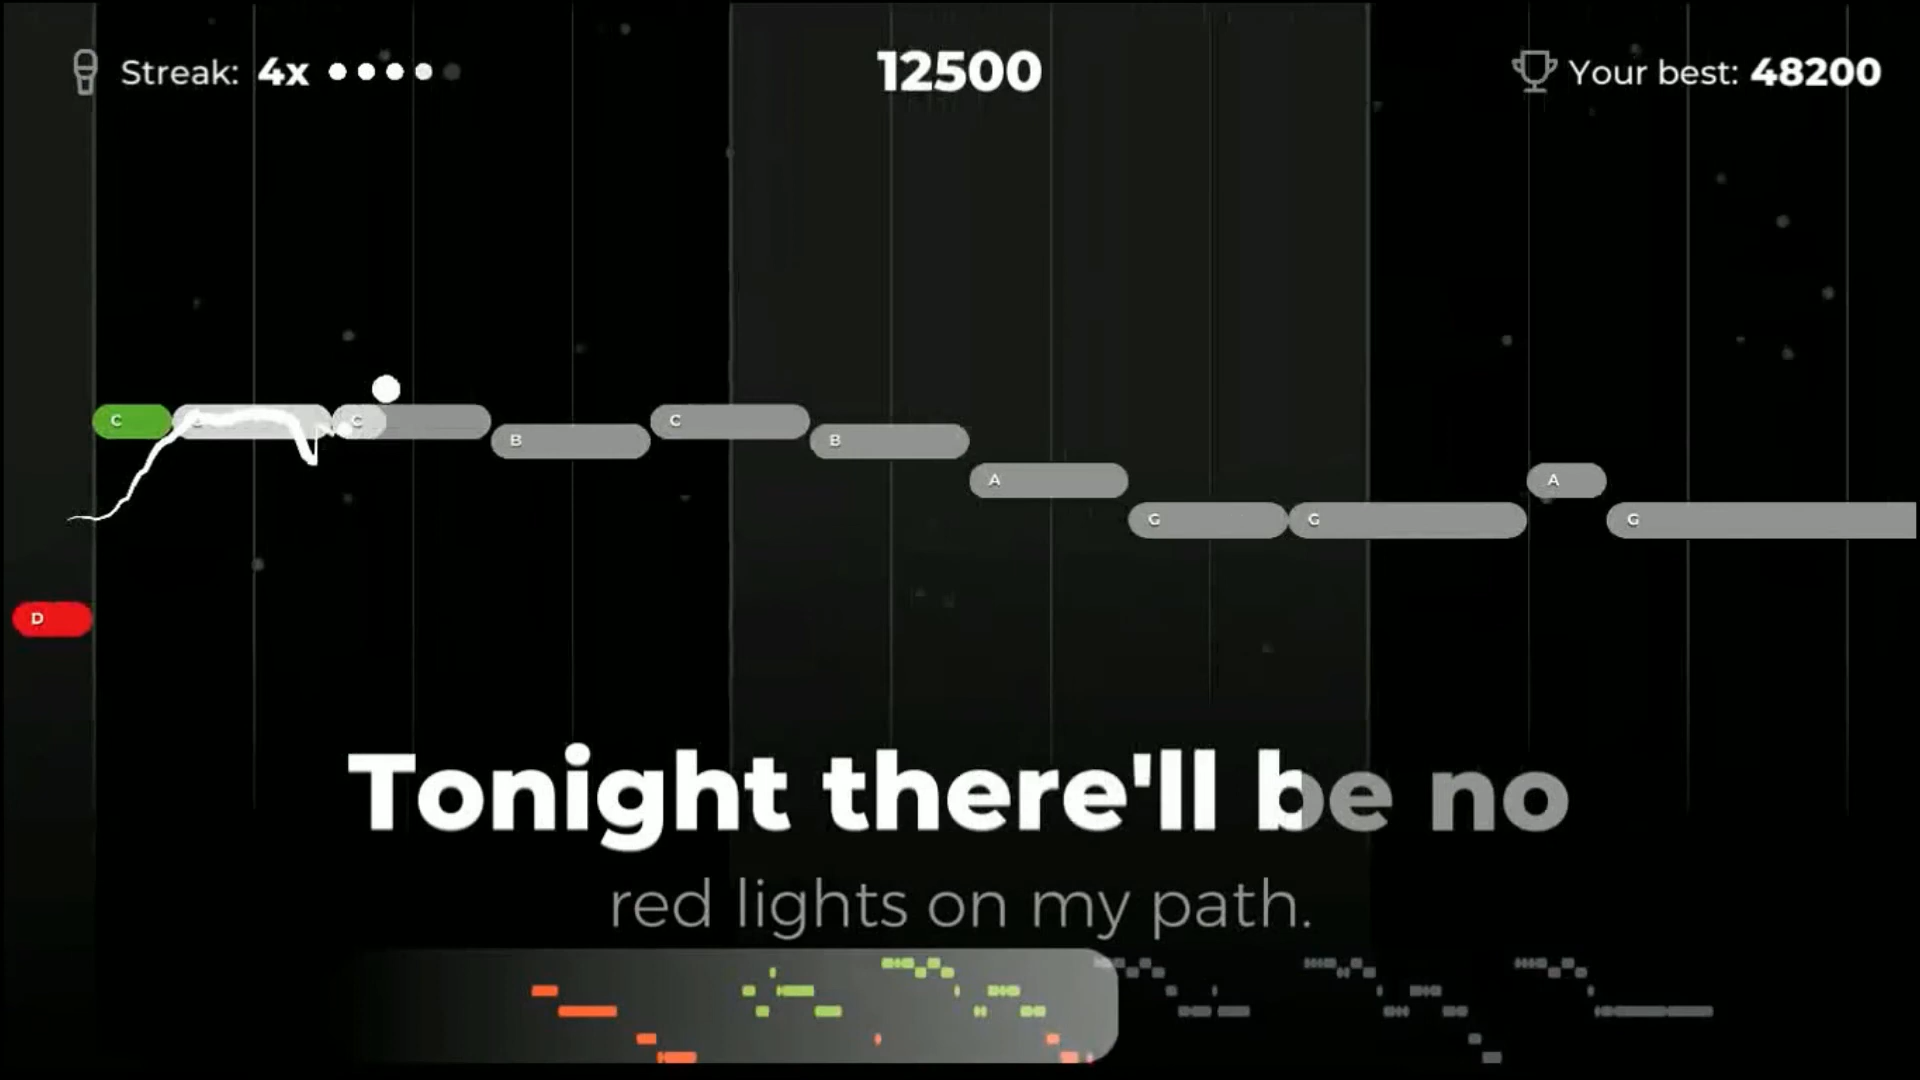 Streak: 4x
12500
Your best: 48200
C
C
B
C
B
A
G
G
A
G
D
Tonight there'll be no
red lights on my path.